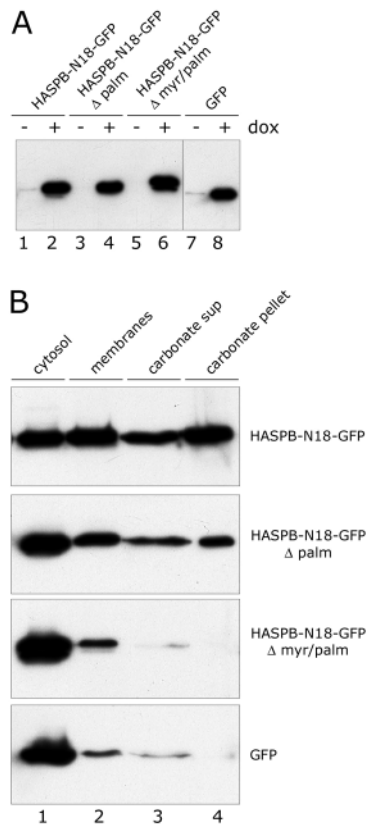 A
HASPB-N18-GFP
HASPB-N18-GFP
Δ palm
HASPB-N18-GFP
Δ myr/palm
GFP
- + - + - + - + dox
1 2 3 4 5 6 7 8
B
cytosol
membranes
carbonate sup
carbonate pellet
HASPB-N18-GFP
HASPB-N18-GFP
Δ palm
HASPB-N18-GFP
Δ myr/palm
GFP
1 2 3 4